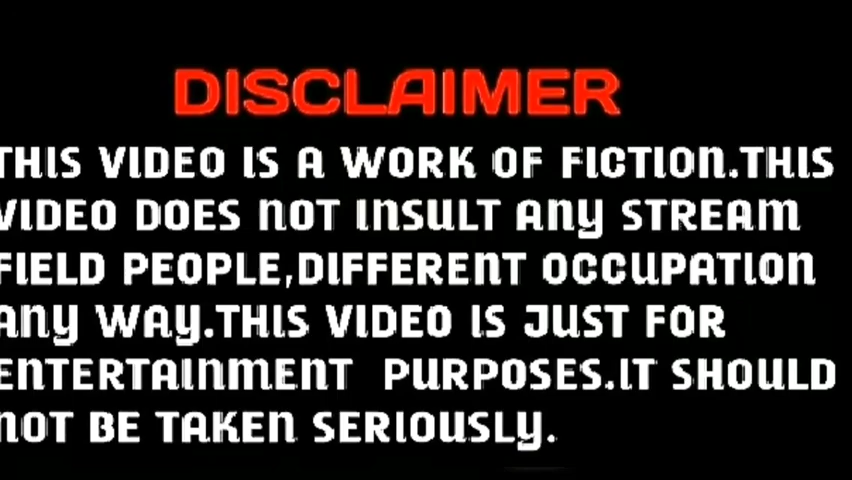 DISCLAIMER
THIS VIDEO IS A WORK OF FICTION.THIS
VIDEO DOES NOT INSULT ANY STREAM
FIELD PEOPLE,DIFFERENT OCCUPATION
ANY WAY.THIS VIDEO IS JUST FOR
ENTERTAINMENT PURPOSES.IT SHOULD
NOT BE TAKEN SERIOUSLY.